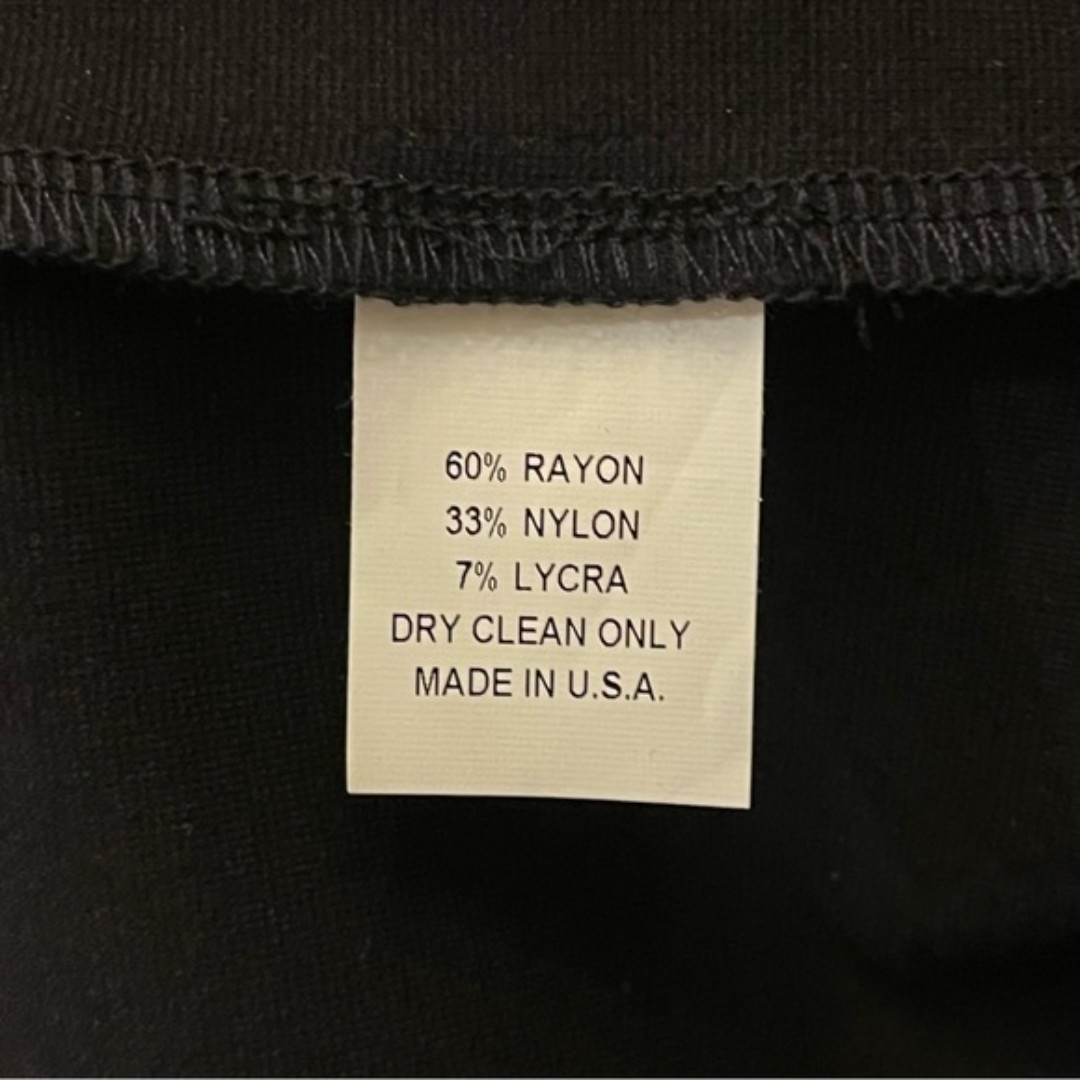 60% RAYON
33% NYLON
7% LYCRA
DRY CLEAN ONLY
MADE IN U.S.A.